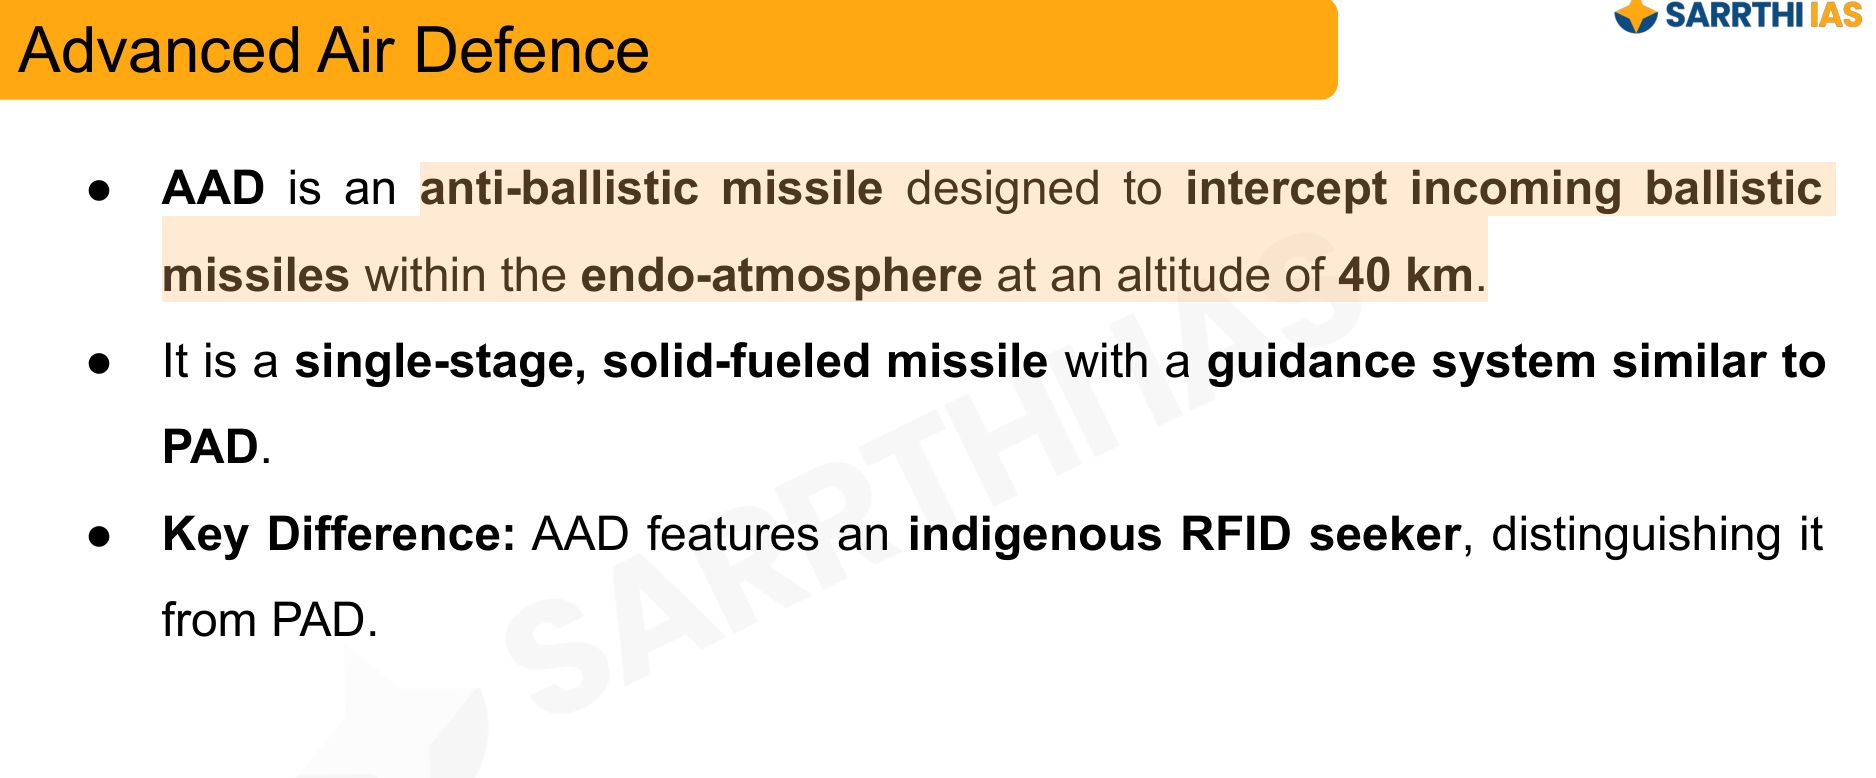 Advanced Air Defence
SARRTHI IAS
● AAD is an anti-ballistic missile designed to intercept incoming ballistic
missiles within the endo-atmosphere at an altitude of 40 km.
● It is a single-stage, solid-fueled missile with a guidance system similar to
PAD.
● Key Difference: AAD features an indigenous RFID seeker, distinguishing it
from PAD.
SARRTHI IAS